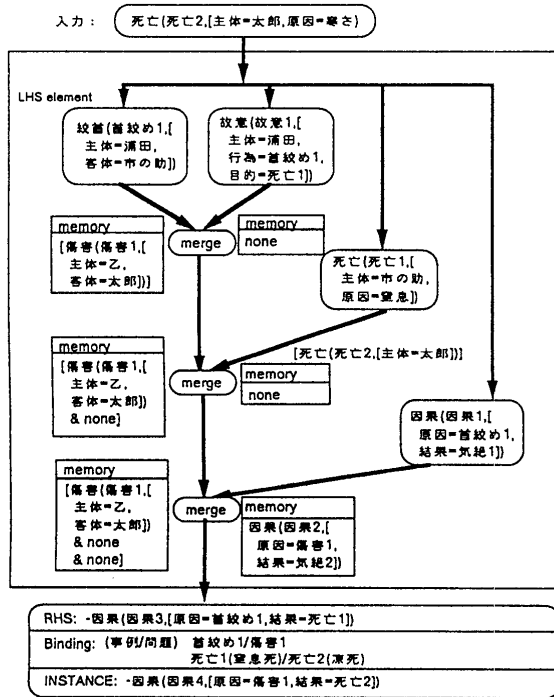 入力：
死亡(死亡2,[主体=太郎,原因=寒さ)
LHS element
絞首(首絞め1,[
主体=浦田,
客体=市の助])
故意(故意1,[
主体=浦田,
行為=首絞め1,
目的=死亡1])
memory
[傷害(傷害1,[
主体=乙,
客体=太郎])]
merge
memory
none
死亡(死亡1,[
主体=市の助,
原因=窒息])
[死亡(死亡2,[主体=太郎])]
memory
[傷害(傷害1,[
主体=乙,
客体=太郎])
& none]
merge
memory
none
因果(因果1,[
原因=首絞め1,
結果=気絶1])
memory
[傷害(傷害1,[
主体=乙,
客体=太郎])
& none
& none]
merge
memory
因果(因果2,[
原因=傷害1,
結果=気絶2])
RHS: -因果(因果3,[原因=首絞め1,結果=死亡1])
Binding: (事例/問題) 首絞め1/傷害1
死亡1(窒息死)/死亡2(凍死)
INSTANCE: -因果(因果4,[原因=傷害1,結果=死亡2])